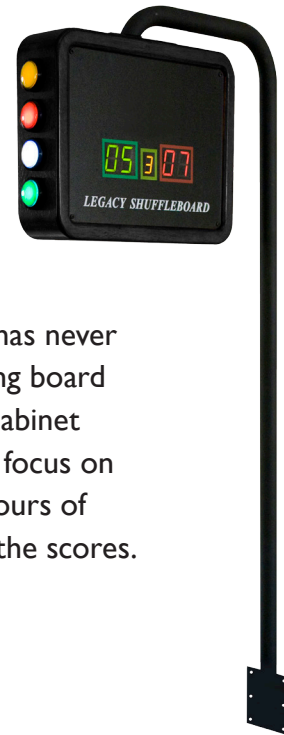 05 3 07
LEGACY SHUFFLEBOARD
has never
ng board
abinet
focus on
ours of
the scores.